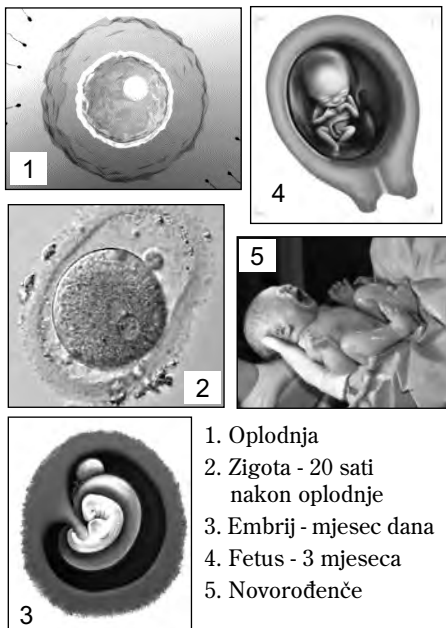 1
4
2
5
3
1. Oplodnja
2. Zigota - 20 sati
nakon oplodnje
3. Embrij - mjesec dana
4. Fetus - 3 mjeseca
5. Novorođenče